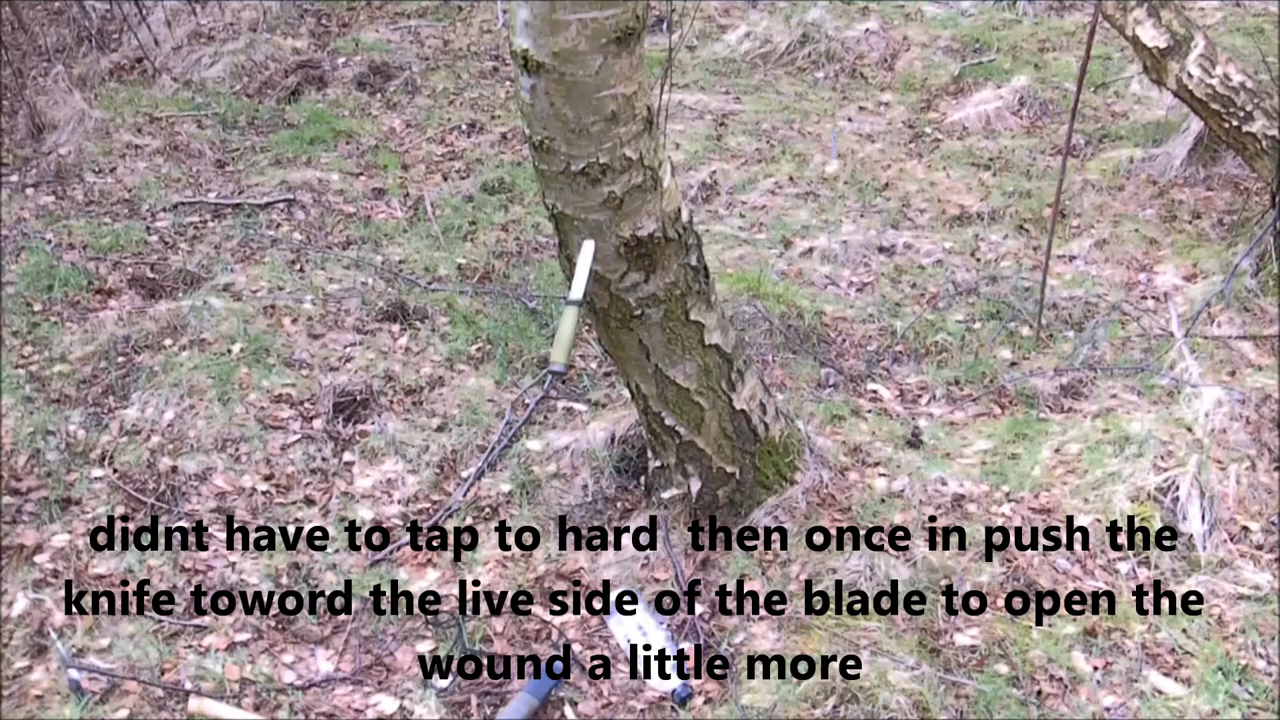 didnt have to tap to hard  then once in push the
knife toword the live side of the blade to open the
wound a little more